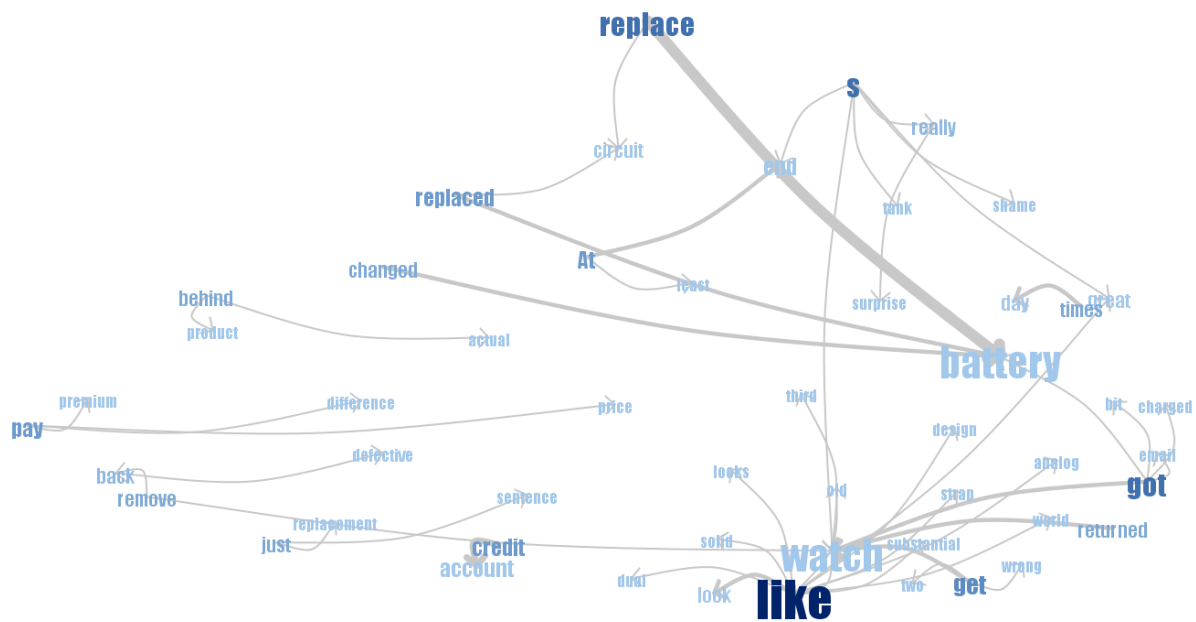 replace
s
really
circuit
end
replaced
tank
shame
At
changed
least
behind
surprise
day
great
times
product
actual
battery
premium
difference
price
third
bit
charged
pay
design
defective
email
analog
back
looks
got
remove
old
strap
sentence
replacement
world
returned
just
credit
solid
watch
substantial
account
wrong
dual
look
like
two
get